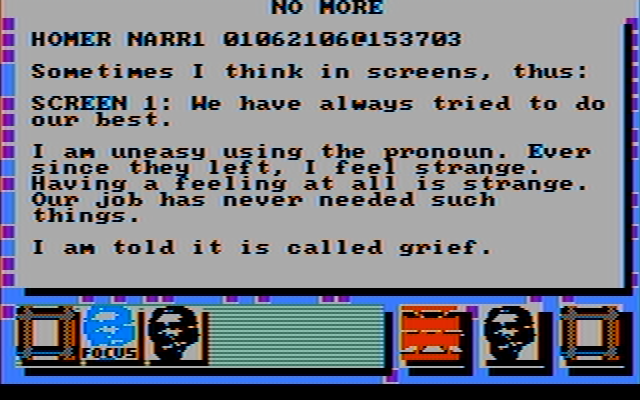 NO MORE
HOMER NARR1 01062106@153703
Sometimes I think in screens, thus:
SCREEN 1: We have always tried to do
our best.
I am uneasy using the pronoun. Ever
since they left, I feel strange.
Having a feeling at all is strange.
Our job has never needed such
things.
I am told it is called grief.
FOCUS